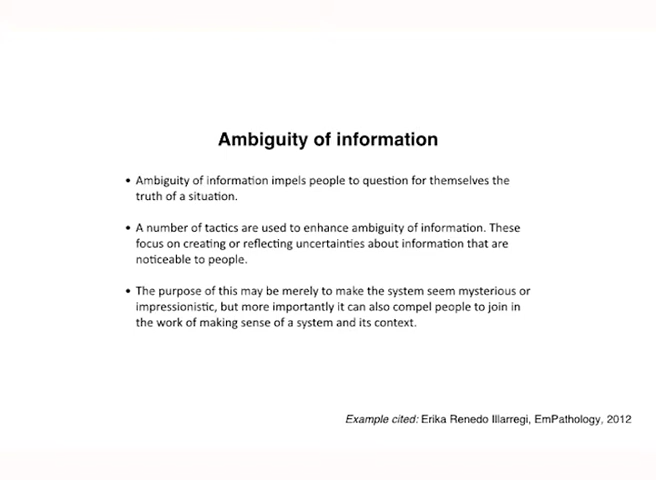 Ambiguity of information
• Ambiguity of information impels people to question for themselves the
truth of a situation.
• A number of tactics are used to enhance ambiguity of information. These
focus on creating or reflecting uncertainties about information that are
noticeable to people.
• The purpose of this may be merely to make the system seem mysterious or
impressionistic, but more importantly it can also compel people to join in
the work of making sense of a system and its context.
Example cited: Erika Renedo Illarregi, EmPathology, 2012